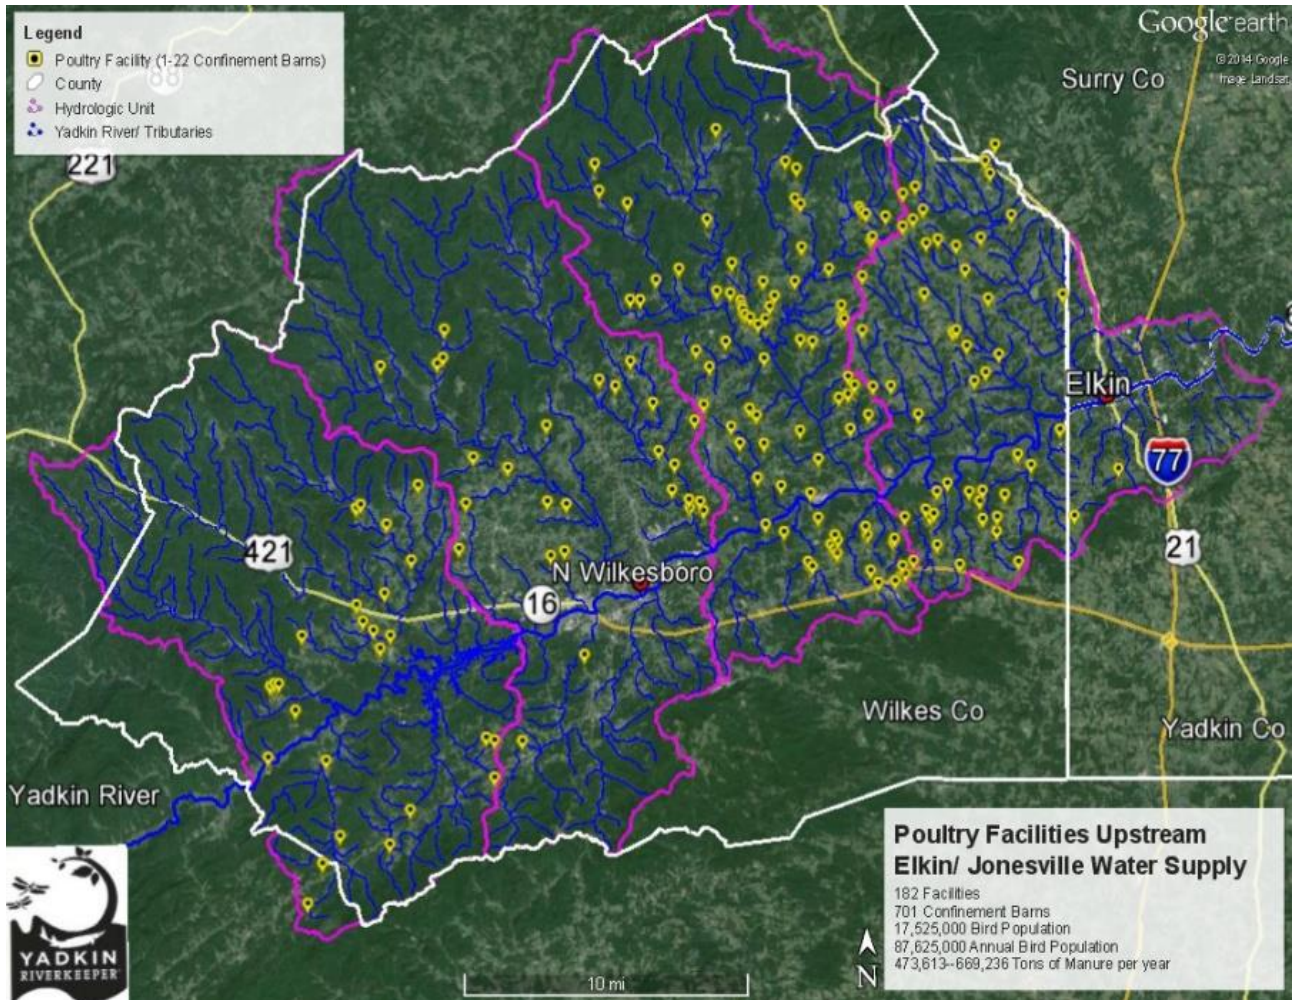 Legend
Poultry Facility (1-22 Confinement Barns)
County
Hydrologic Unit
Yadkin River/ Tributaries
88
221
Google earth
© 2014 Google
Image Landsat
Surry Co
Elkin
77
421
N Wilkesboro
16
21
Wilkes Co
Yadkin Co
Yadkin River
Poultry Facilities Upstream
Elkin/ Jonesville Water Supply
182 Facilities
701 Confinement Barns
17,525,000 Bird Population
87,625,000 Annual Bird Population
473,613--669,236 Tons of Manure per year
N
10 mi
YADKIN
RIVERKEEPER